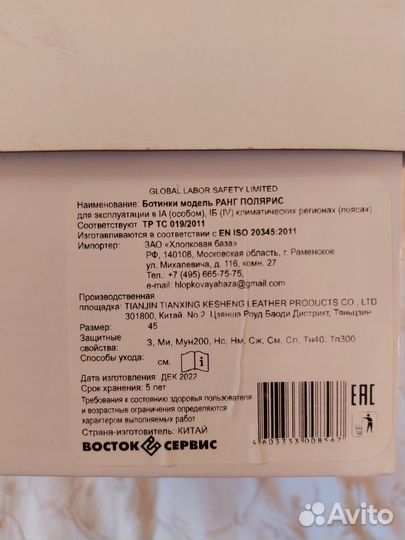 GLOBAL LABOR SAFETY LIMITED
Наименование: Ботинки модель РАНГ ПОЛЯРИС
для эксплуатации в IА (особом), IБ (IV) климатических регионах (поясах)
Соответствуют ТР ТС 019/2011
Изготавливаются в соответствии с EN ISO 20345:2011
Импортер: ЗАО «Хлопковая база»
РФ, 140108, Московская область, г. Раменское
ул. Михалевича, д. 116, комн. 27
Тел.: +7 (495) 665-75-75,
e: hlopkovayabaza@gmail.com
Производственная
площадка: TIANJIN TIANXING KESHENG LEATHER PRODUCTS CO., LTD
301800, Китай. No 2. Цзянша Роуд Баоди Дистрикт, Тяньцзин
Размер: 45
Защитные
свойства: З, Ми, Мун200, Нс, Нм, Сж, См. Сл, Тн40. Тп300
Способы ухода: см. i
Дата изготовления ДЕК 2022
Срок хранения: 5 лет
Требования к состоянию здоровья пользователя
и возрастные ограничения определяются
характером выполняемых работ
Страна-изготовитель: КИТАЙ
ВОСТОК СЕРВИС
4603333008567
EAC
Avito